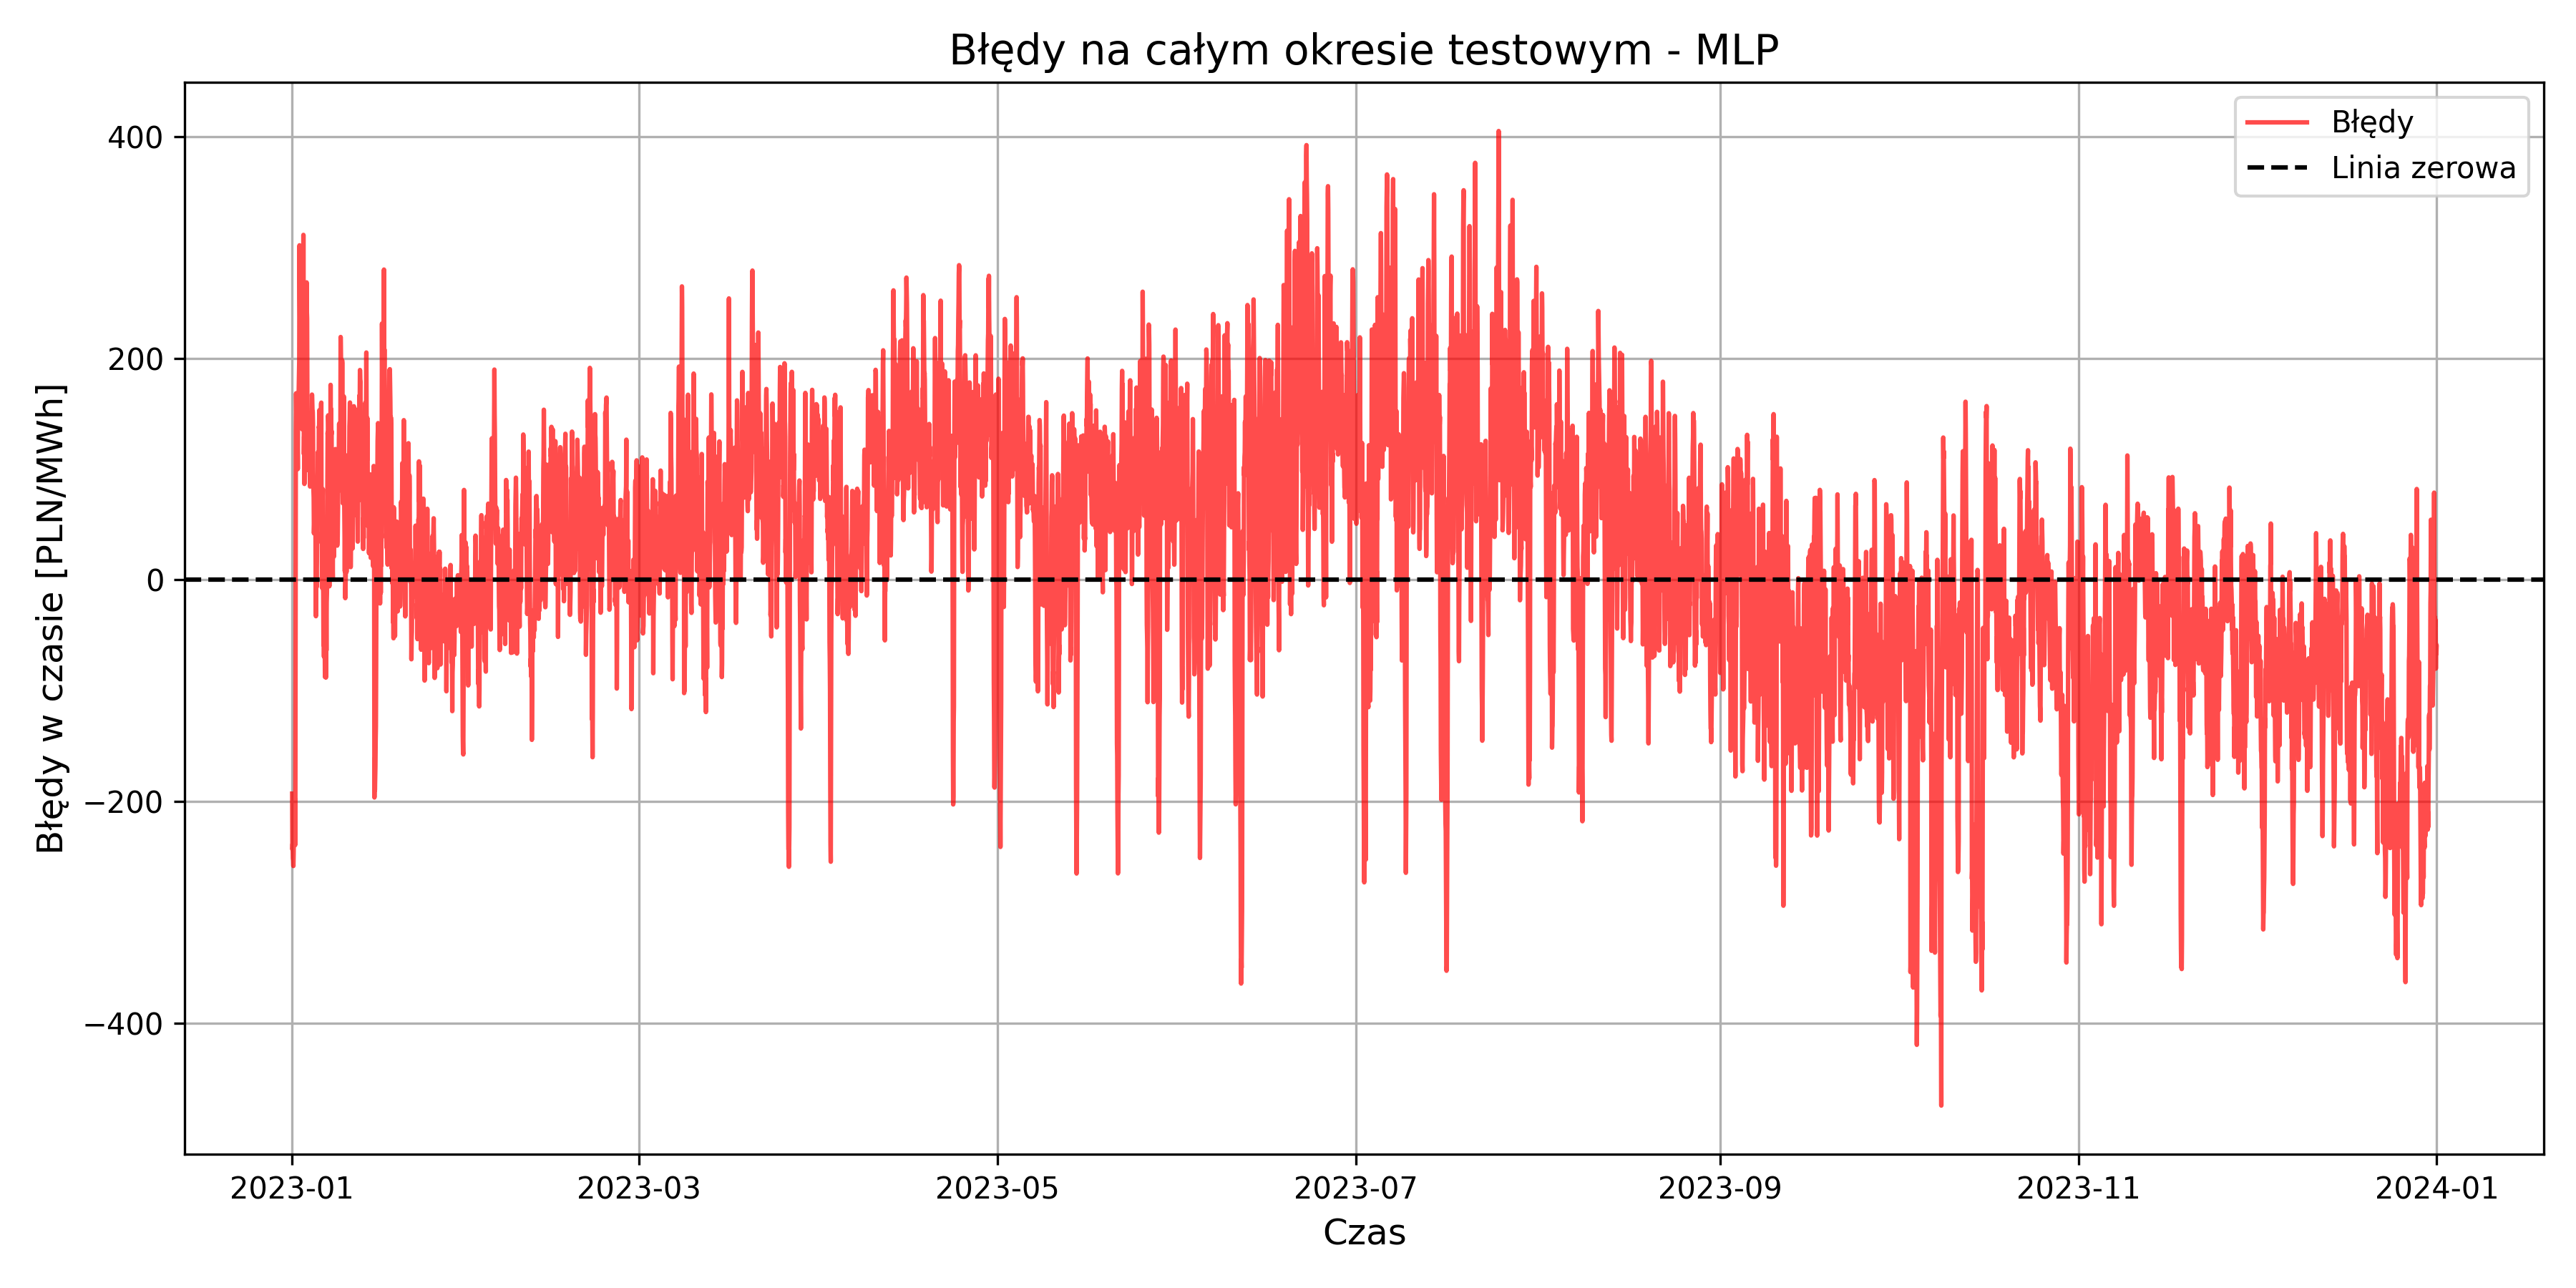 Błędy na całym okresie testowym - MLP
Błędy
Linia zerowa
Błędy w czasie [PLN/MWh]
400
200
0
−200
−400
2023-01
2023-03
2023-05
2023-07
2023-09
2023-11
2024-01
Czas